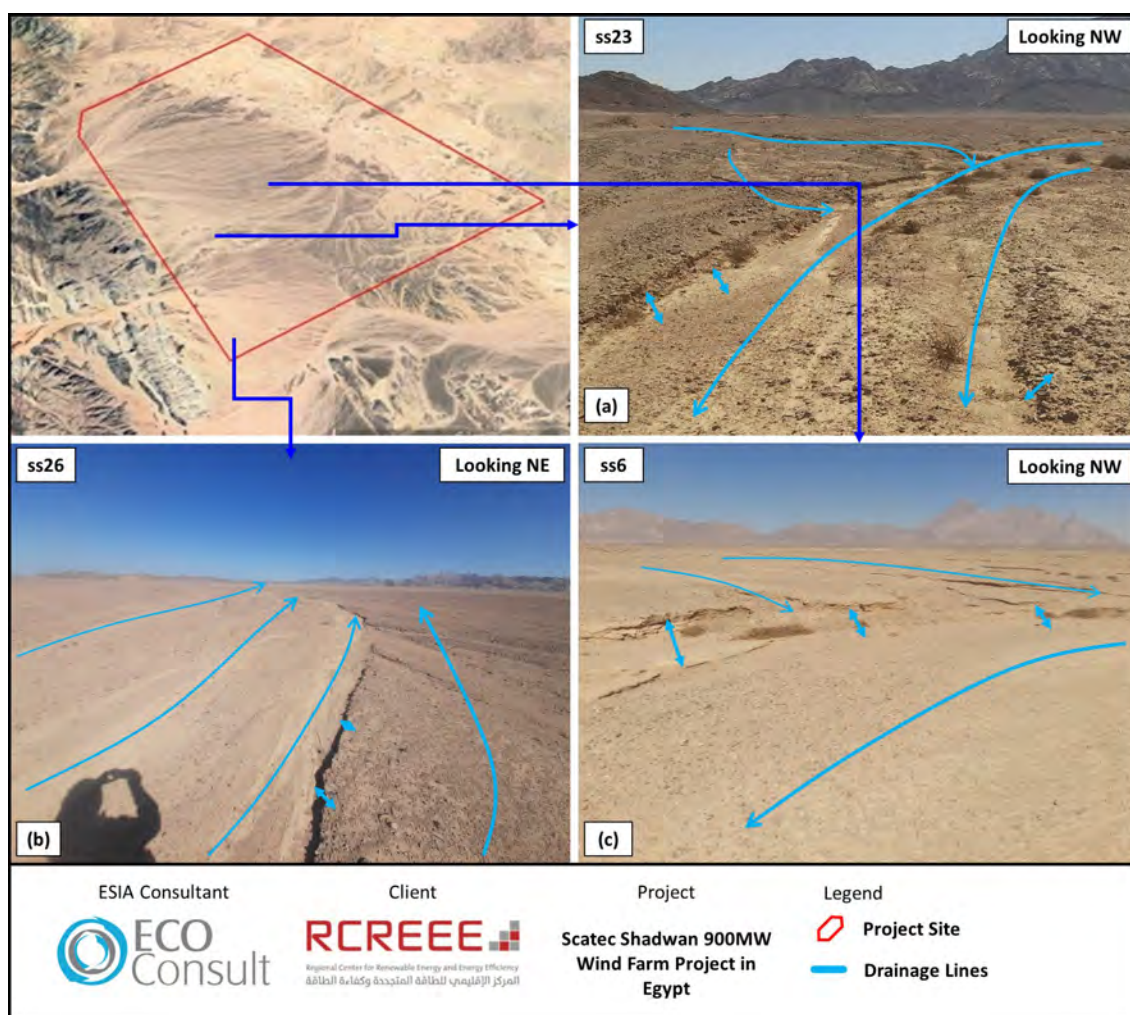 ss23
Looking NW
(a)
ss26
Looking NE
(b)
ss6
Looking NW
(c)
ESIA Consultant
ECO
Consult
Client
RCREEE
Regional Center for Renewable Energy and Energy Efficiency
المركز الإقليمي للطاقة المتجددة وكفاءة الطاقة
Project
Scatec Shadwan 900MW
Wind Farm Project in
Egypt
Legend
Project Site
Drainage Lines